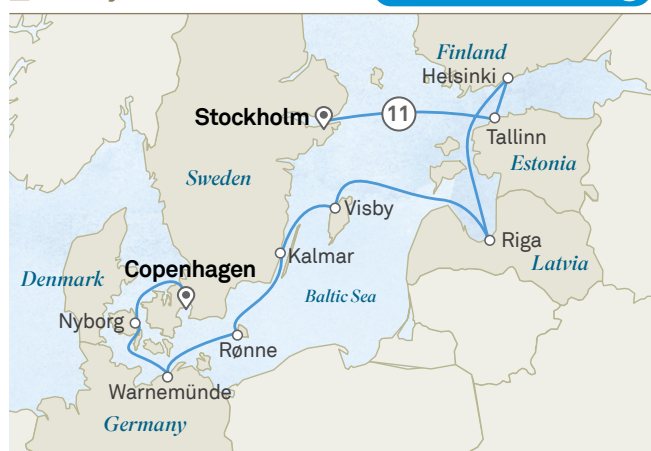 Finland
Helsinki
Stockholm
11
Tallinn
Estonia
Sweden
Visby
Riga
Kalmar
Latvia
Copenhagen
Denmark
Baltic Sea
Nyborg
Rønne
Warnemünde
Germany